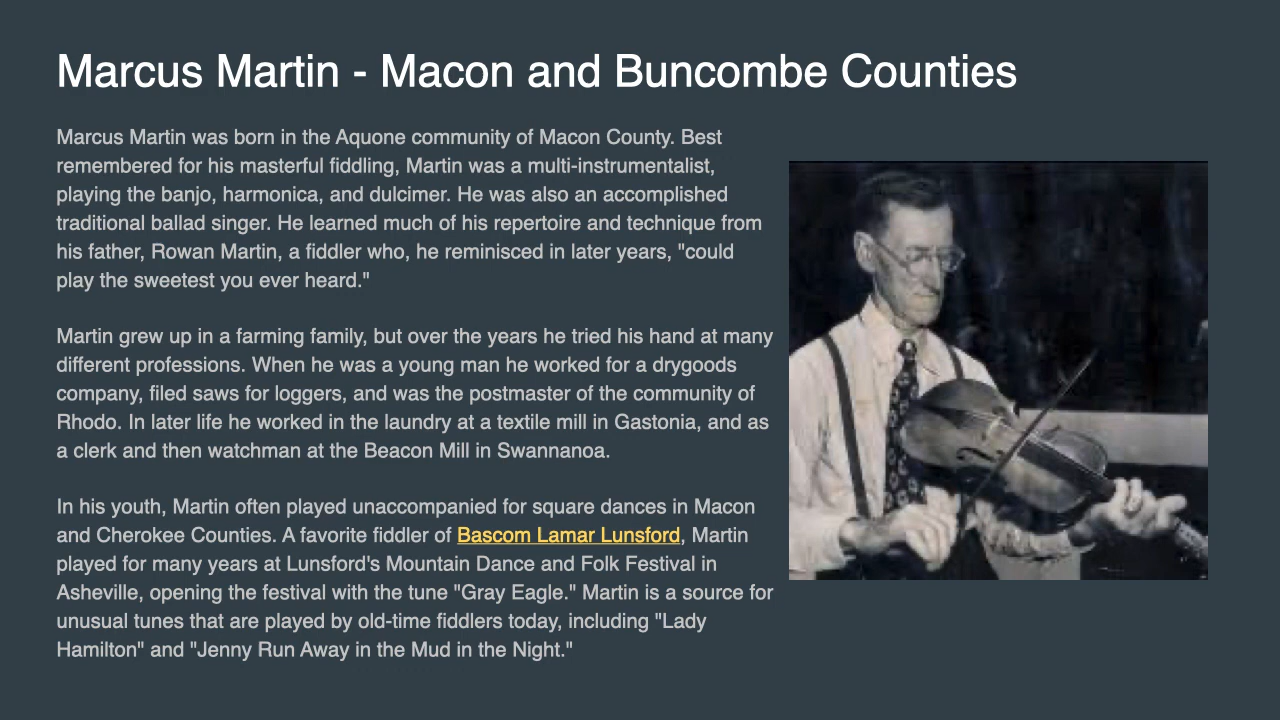 Marcus Martin - Macon and Buncombe Counties
Marcus Martin was born in the Aquone community of Macon County. Best
remembered for his masterful fiddling, Martin was a multi-instrumentalist,
playing the banjo, harmonica, and dulcimer. He was also an accomplished
traditional ballad singer. He learned much of his repertoire and technique from
his father, Rowan Martin, a fiddler who, he reminisced in later years, "could
play the sweetest you ever heard."
Martin grew up in a farming family, but over the years he tried his hand at many
different professions. When he was a young man he worked for a drygoods
company, filed saws for loggers, and was the postmaster of the community of
Rhodo. In later life he worked in the laundry at a textile mill in Gastonia, and as
a clerk and then watchman at the Beacon Mill in Swannanoa.
In his youth, Martin often played unaccompanied for square dances in Macon
and Cherokee Counties. A favorite fiddler of Bascom Lamar Lunsford, Martin
played for many years at Lunsford's Mountain Dance and Folk Festival in
Asheville, opening the festival with the tune "Gray Eagle." Martin is a source for
unusual tunes that are played by old-time fiddlers today, including "Lady
Hamilton" and "Jenny Run Away in the Mud in the Night."